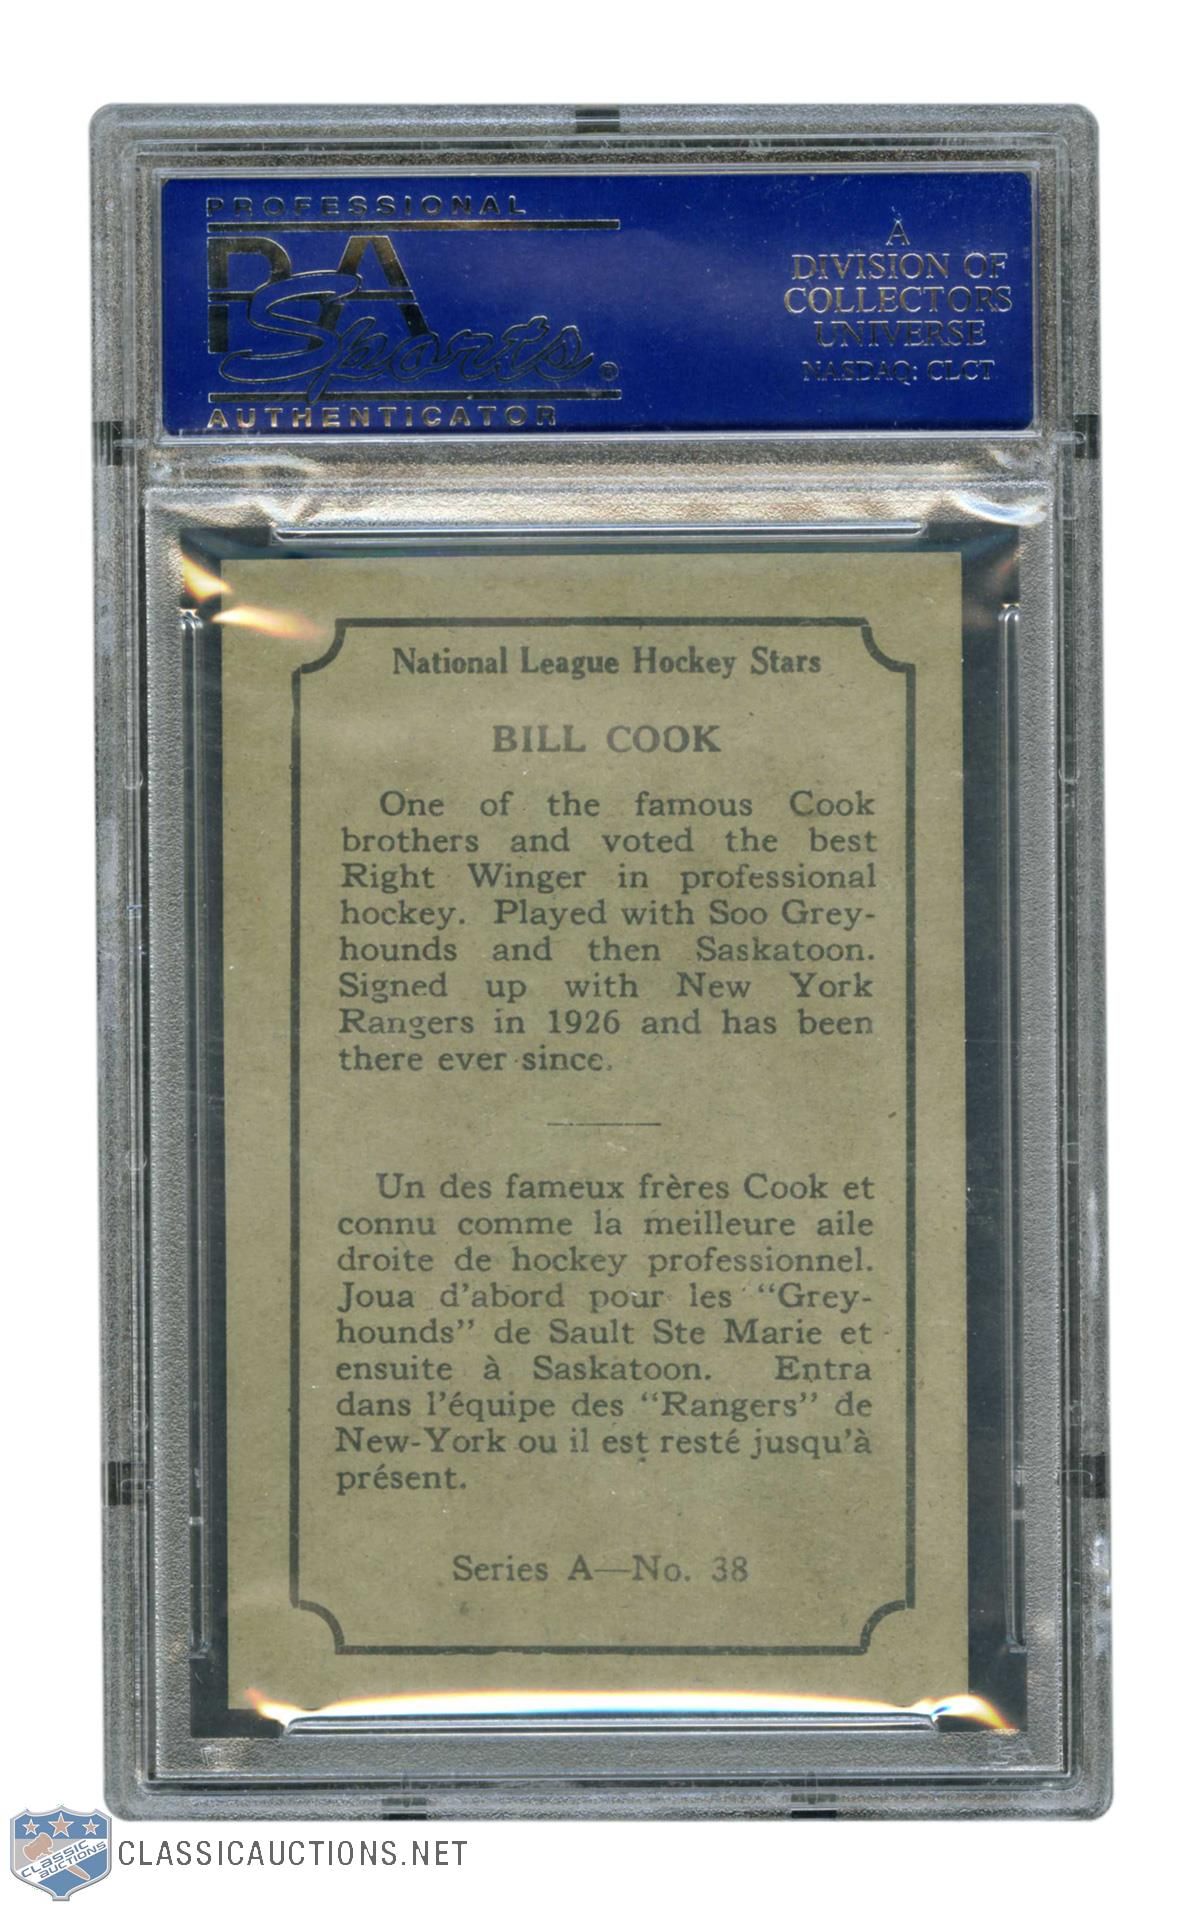 PROFESSIONAL
PSA
Sports®
AUTHENTICATOR
A
DIVISION OF
COLLECTORS
UNIVERSE
NASDAQ: CLCT
National League Hockey Stars
BILL COOK
One of the famous Cook
brothers and voted the best
Right Winger in professional
hockey. Played with Soo Grey-
hounds and then Saskatoon.
Signed up with New York
Rangers in 1926 and has been
there ever since.
Un des fameux frères Cook et
connu comme la meilleure aile
droite de hockey professionnel.
Joua d'abord pour les "Grey-
hounds" de Sault Ste Marie et
ensuite à Saskatoon. Entra
dans l'équipe des "Rangers" de
New-York ou il est resté jusqu'à
présent.
Series A—No. 38
PSA
CLASSIC
AUCTIONS
CLASSICAUCTIONS.NET